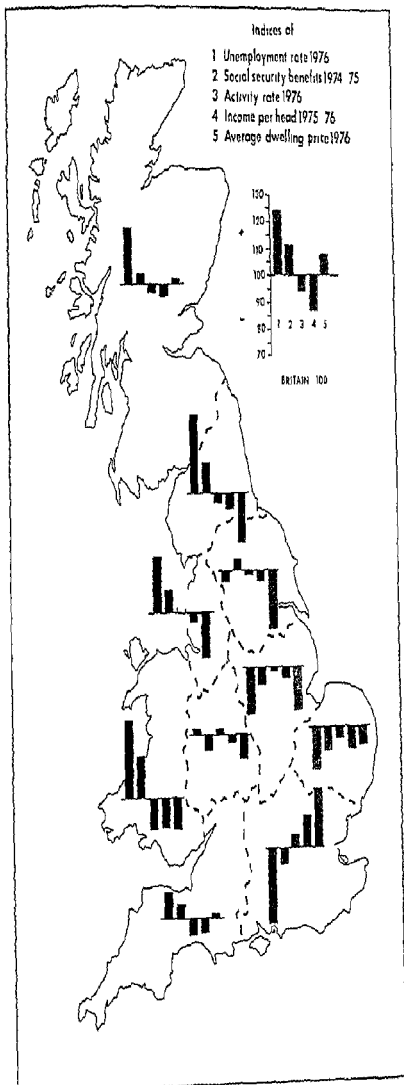 Indices of
1 Unemployment rate 1976
2 Social security benefits 1974 75
3 Activity rate 1976
4 Income per head 1975 76
5 Average dwelling price 1976
130
120
+
110
100
90
-
80
70
1 2 3 4 5
BRITAIN 100